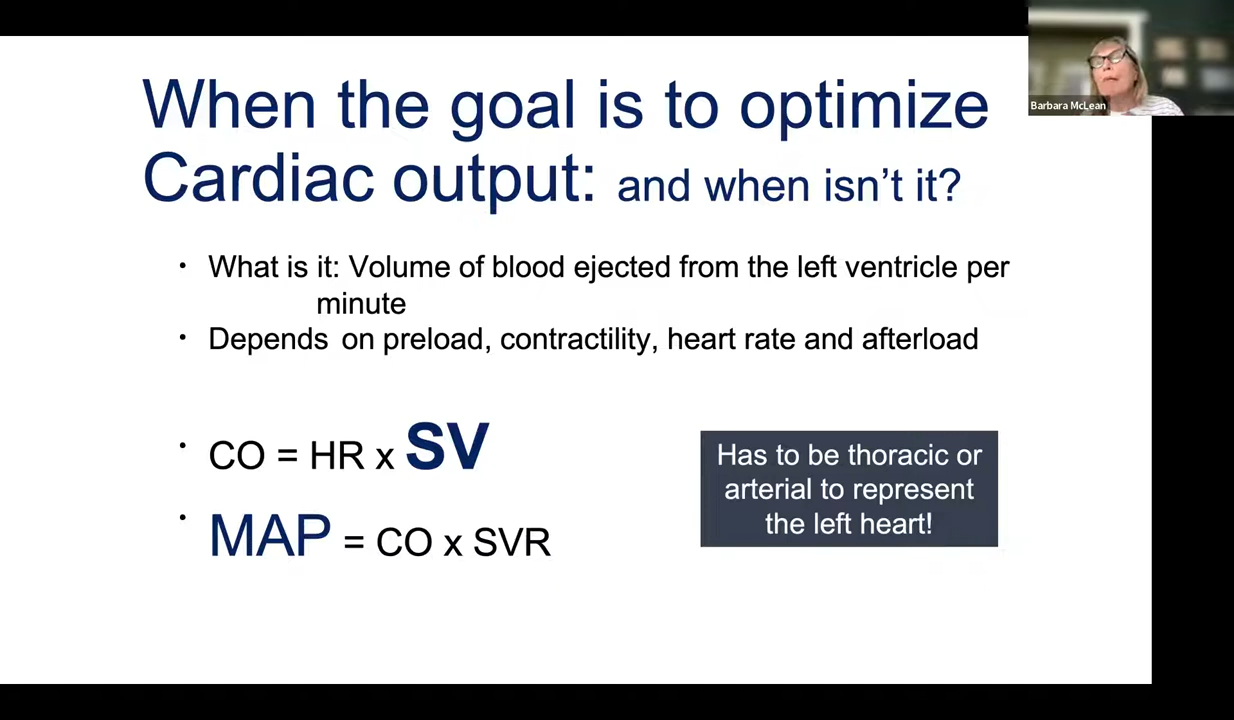 When the goal is to optimize
Cardiac output: and when isn’t it?
• What is it: Volume of blood ejected from the left ventricle per
minute
• Depends on preload, contractility, heart rate and afterload
• CO = HR x SV
• MAP = CO x SVR
Has to be thoracic or
arterial to represent
the left heart!
Barbara McLean